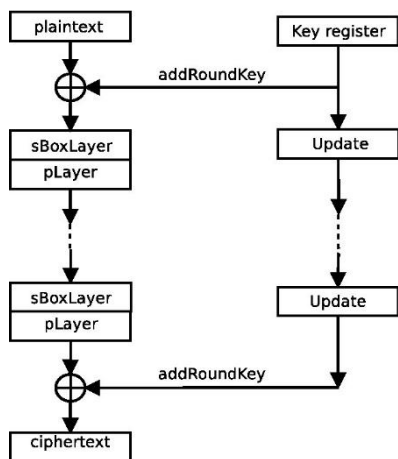 plaintext
Key register
addRoundKey
sBoxLayer
Update
pLayer
sBoxLayer
Update
pLayer
addRoundKey
ciphertext